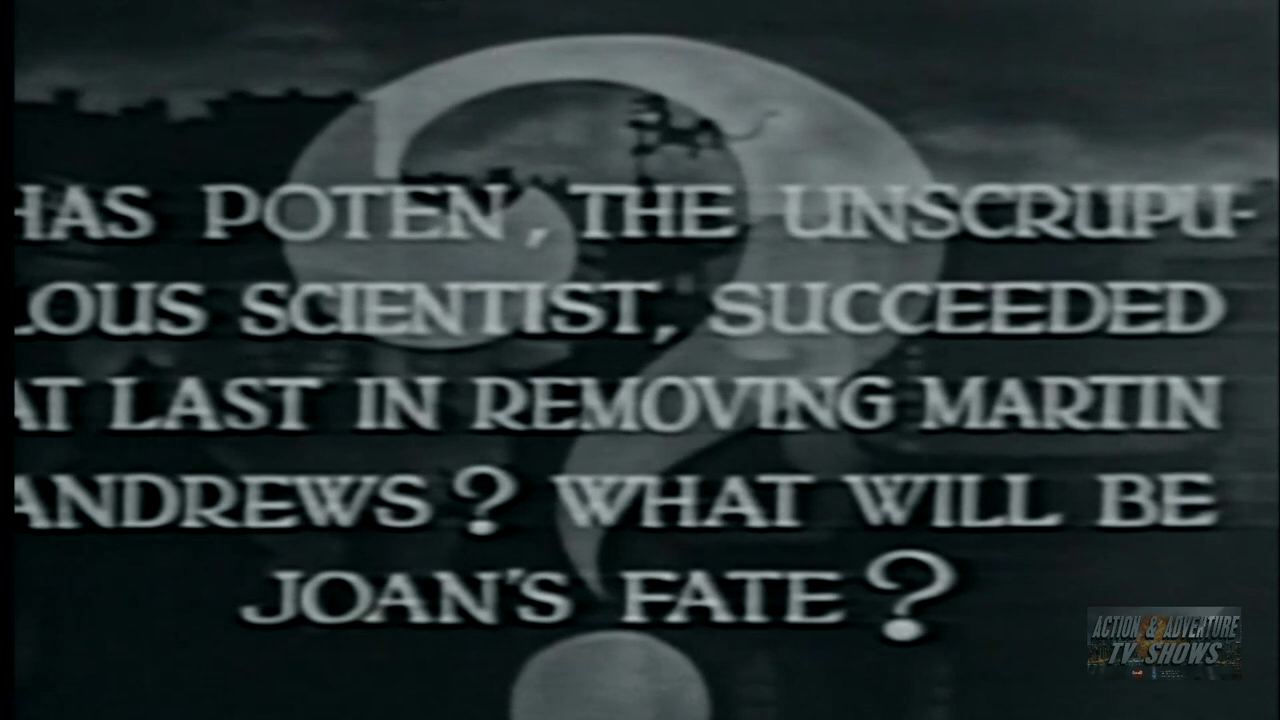 HAS POTEN, THE UNSCRUPU-
LOUS SCIENTIST, SUCCEEDED
AT LAST IN REMOVING MARTIN
ANDREWS? WHAT WILL BE
JOAN'S FATE?
ACTION & ADVENTURE
TV SHOWS